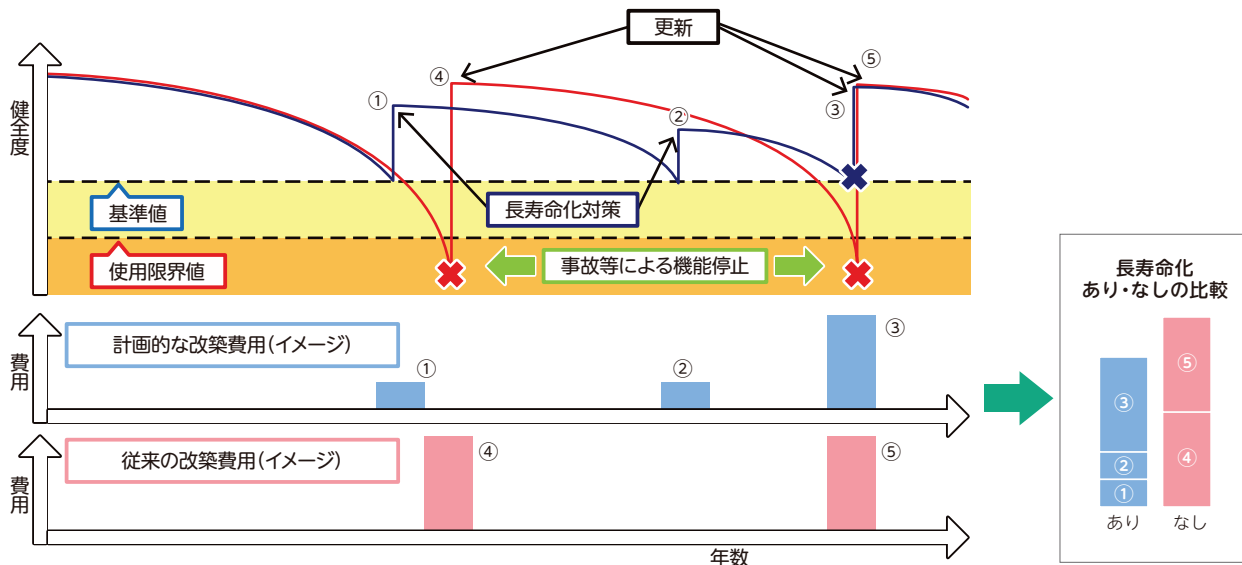 更新
⑤
④
③
①
②
健全度
基準値
長寿命化対策
使用限界値
事故等による機能停止
長寿命化
あり・なしの比較
計画的な改築費用(イメージ)
③
①
②
費用
⑤
③
④
②
①
あり
なし
従来の改築費用(イメージ)
④
⑤
費用
年数